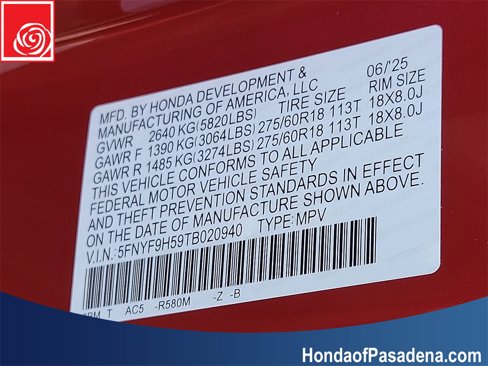 MFD. BY HONDA DEVELOPMENT & 06/'25
MANUFACTURING OF AMERICA, LLC
GVWR 2640 KG(5820LBS) TIRE SIZE RIM SIZE
GAWR F 1390 KG(3064LBS) 275/60R18 113T 18X8.0J
GAWR R 1485 KG(3274LBS) 275/60R18 113T 18X8.0J
THIS VEHICLE CONFORMS TO ALL APPLICABLE
FEDERAL MOTOR VEHICLE SAFETY
AND THEFT PREVENTION STANDARDS IN EFFECT
ON THE DATE OF MANUFACTURE SHOWN ABOVE.
V.I.N.: 5FNYF9H59TB020940 TYPE: MPV
T AC5 -R580M -Z -B
HondaofPasadena.com!